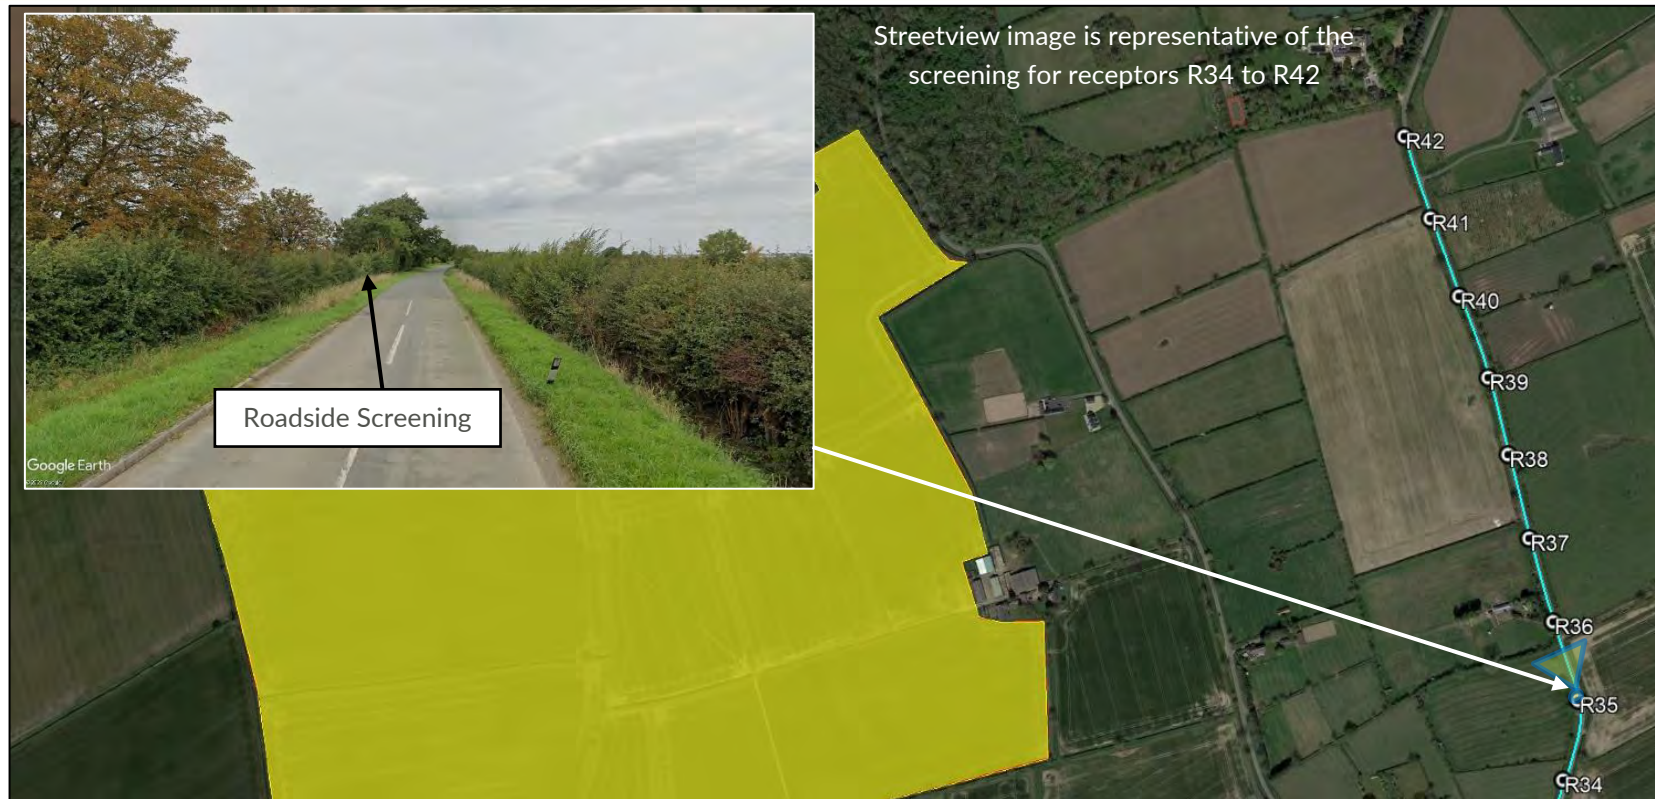 Streetview image is representative of the
screening for receptors R34 to R42
Roadside Screening
Google Earth
R42
R41
R40
R39
R38
R37
R36
R35
R34